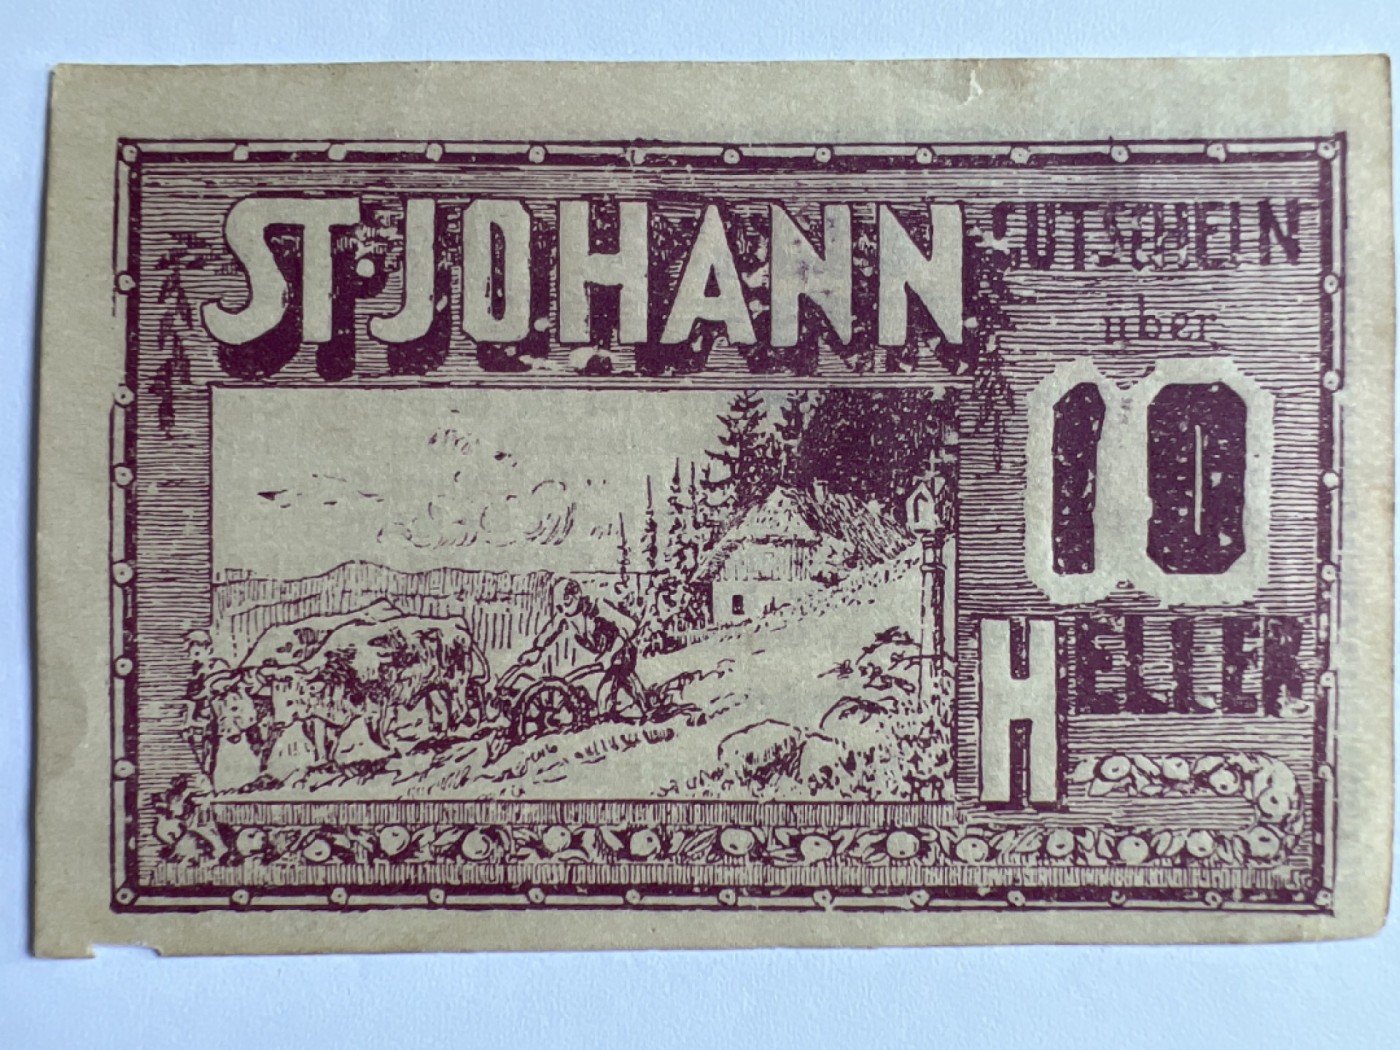 ST. JOHANN
GUTSCHEIN
über
10
HELLER